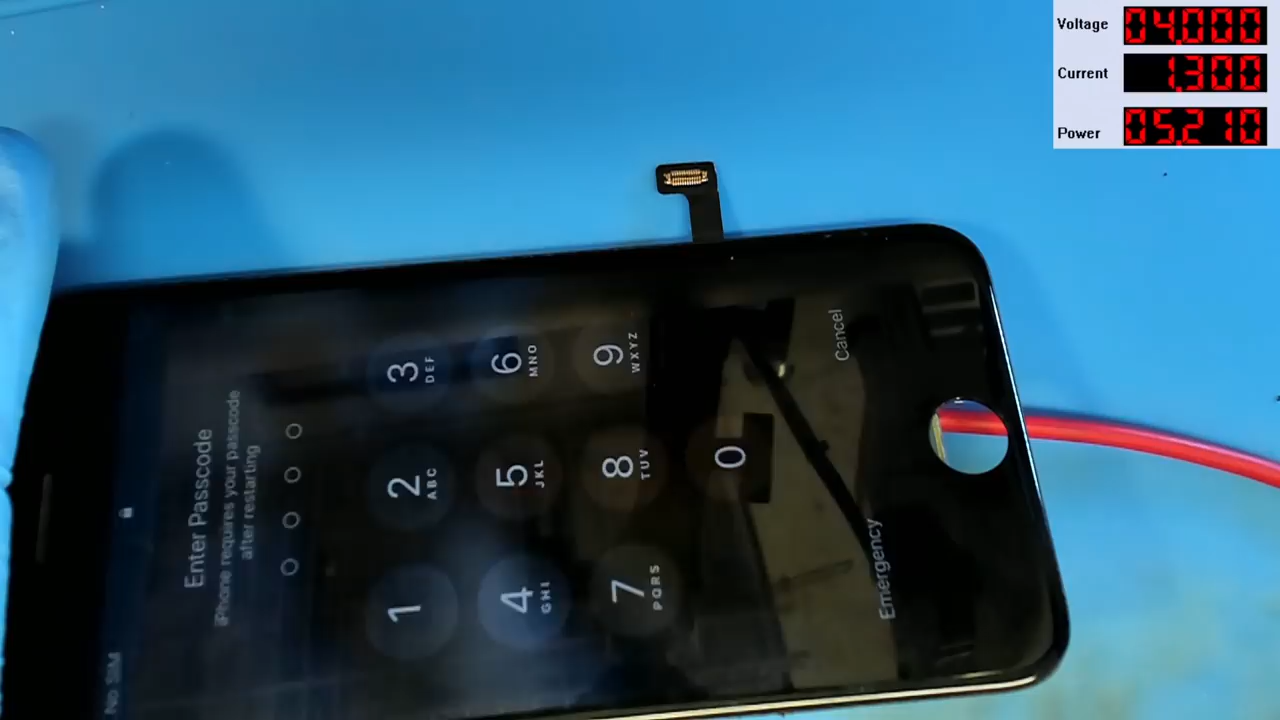 Voltage 04.000
Current 1.300
Power 05.210
No SIM
Enter Passcode
iPhone requires your passcode
after restarting
1
2 ABC
3 DEF
4 GHI
5 JKL
6 MNO
7 PQRS
8 TUV
9 WXYZ
0
Emergency
Cancel